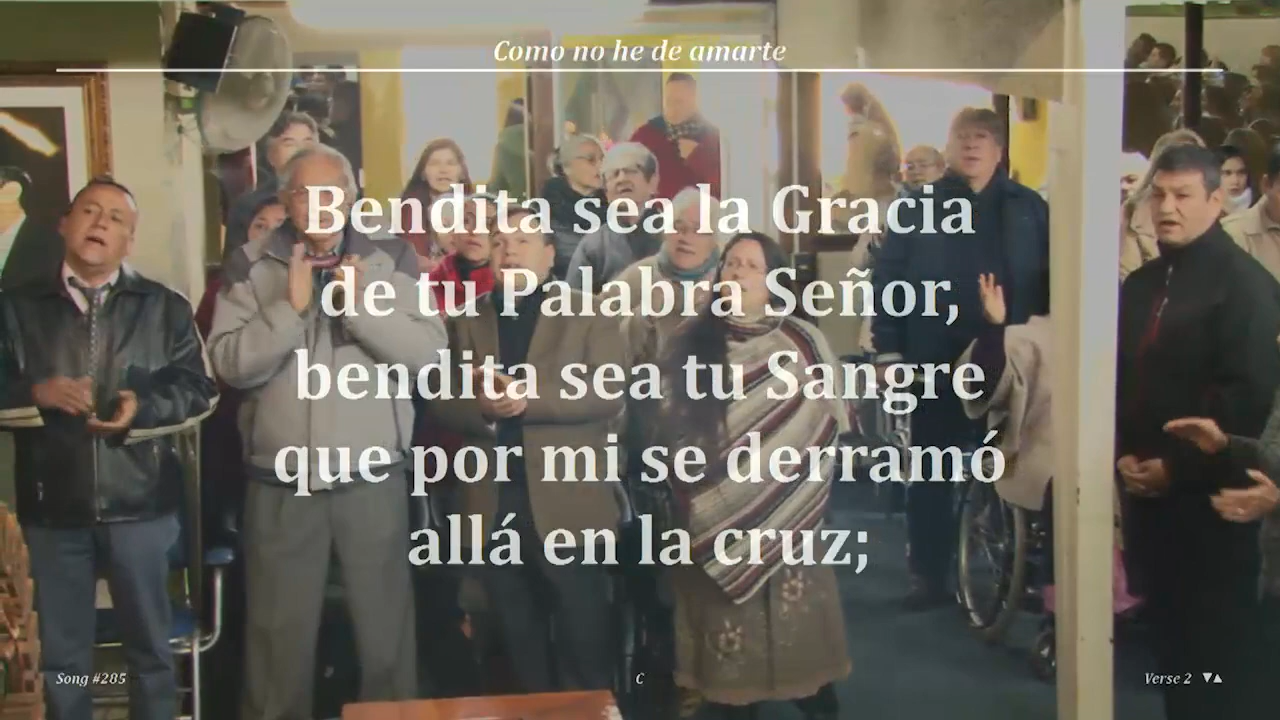 Como no he de amarte
Bendita sea la Gracia
de tu Palabra Señor,
bendita sea tu Sangre
que por mi se derramó
allá en la cruz;
Song #285
C
Verse 2 ▼▲